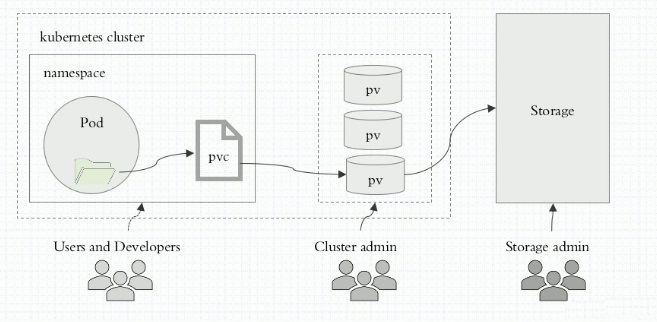 kubernetes cluster
namespace
Pod
pvc
pv
pv
pv
Storage
Users and Developers
Cluster admin
Storage admin